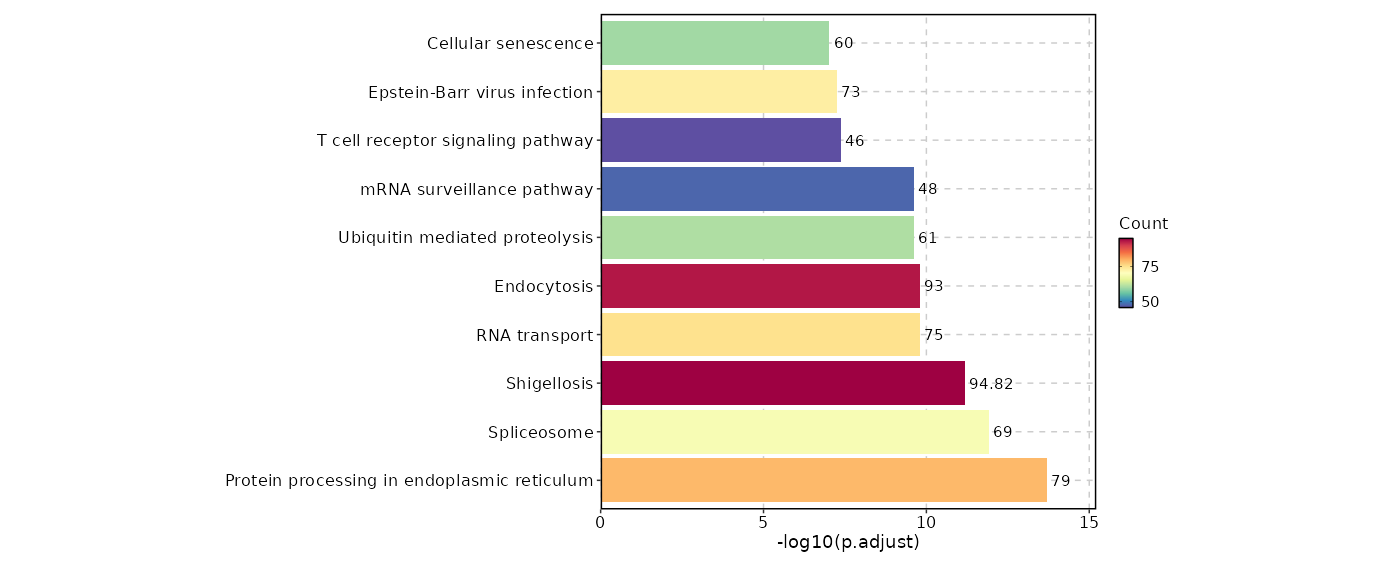 Cellular senescence 60
Epstein-Barr virus infection 73
T cell receptor signaling pathway 46
mRNA surveillance pathway 48
Ubiquitin mediated proteolysis 61
Endocytosis 93
RNA transport 75
Shigellosis 94.82
Spliceosome 69
Protein processing in endoplasmic reticulum 79
0 5 10 15
-log10(p.adjust)
Count
75
50